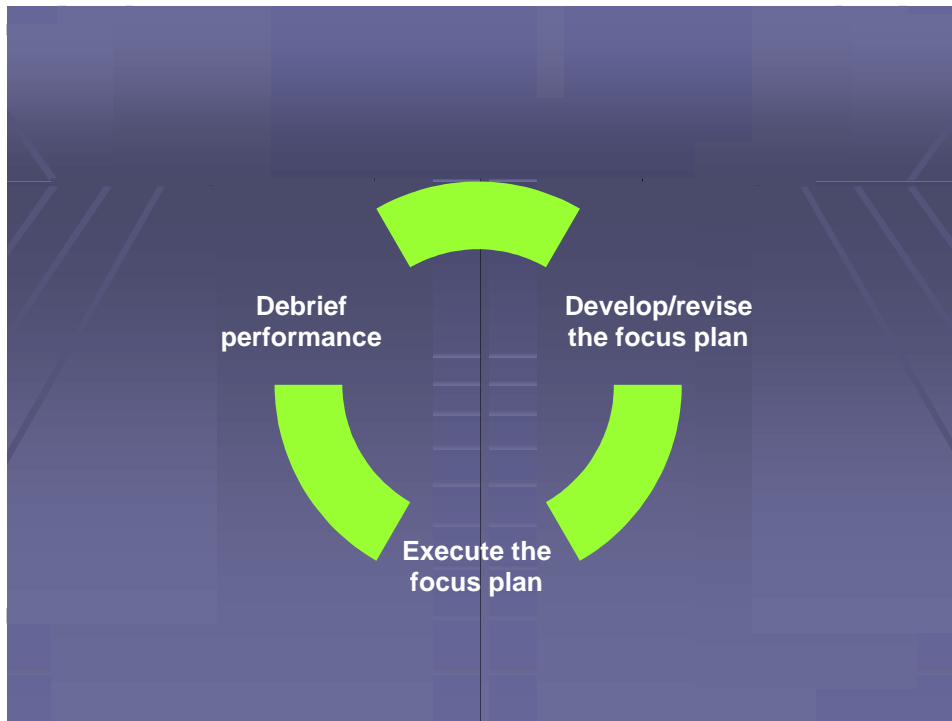 Debrief
performance
Develop/revise
the focus plan
Execute the
focus plan